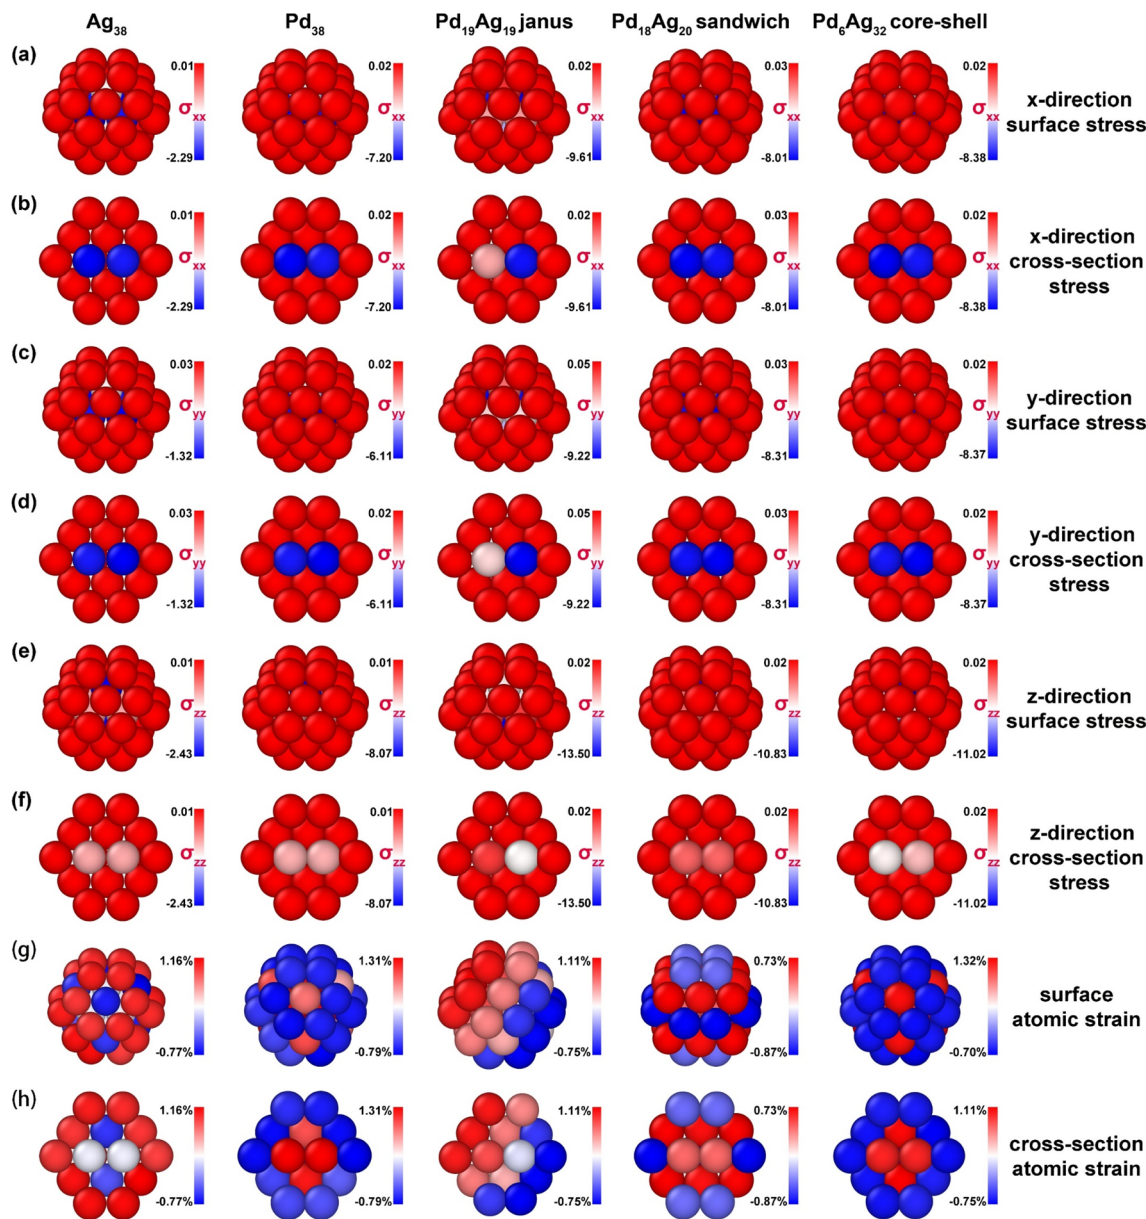 Ag38 Pd38 Pd19Ag19 janus Pd18Ag20 sandwich Pd6Ag32 core-shell
(a) 0.01 σxx -2.29 0.02 σxx -7.20 0.02 σxx -9.61 0.03 σxx -8.01 0.02 σxx -8.38 x-direction
surface stress
(b) 0.01 σxx -2.29 0.02 σxx -7.20 0.02 σxx -9.61 0.03 σxx -8.01 0.02 σxx -8.38 x-direction
cross-section
stress
(c) 0.03 σyy -1.32 0.02 σyy -6.11 0.05 σyy -9.22 0.03 σyy -8.31 0.02 σyy -8.37 y-direction
surface stress
(d) 0.03 σyy -1.32 0.02 σyy -6.11 0.05 σyy -9.22 0.03 σyy -8.31 0.02 σyy -8.37 y-direction
cross-section
stress
(e) 0.01 σzz -2.43 0.02 σzz -8.07 0.02 σzz -13.50 0.02 σzz -10.83 0.02 σzz -11.02 z-direction
surface stress
(f) 0.01 σzz -2.43 0.02 σzz -8.07 0.02 σzz -13.50 0.02 σzz -10.83 0.02 σzz -11.02 z-direction
cross-section
stress
(g) 1.16% -0.77% 1.31% -0.79% 1.11% -0.75% 0.73% -0.87% 1.32% -0.70% surface
atomic strain
(h) 1.16% -0.77% 1.31% -0.79% 1.11% -0.75% 0.73% -0.87% 1.11% -0.75% cross-section
atomic strain